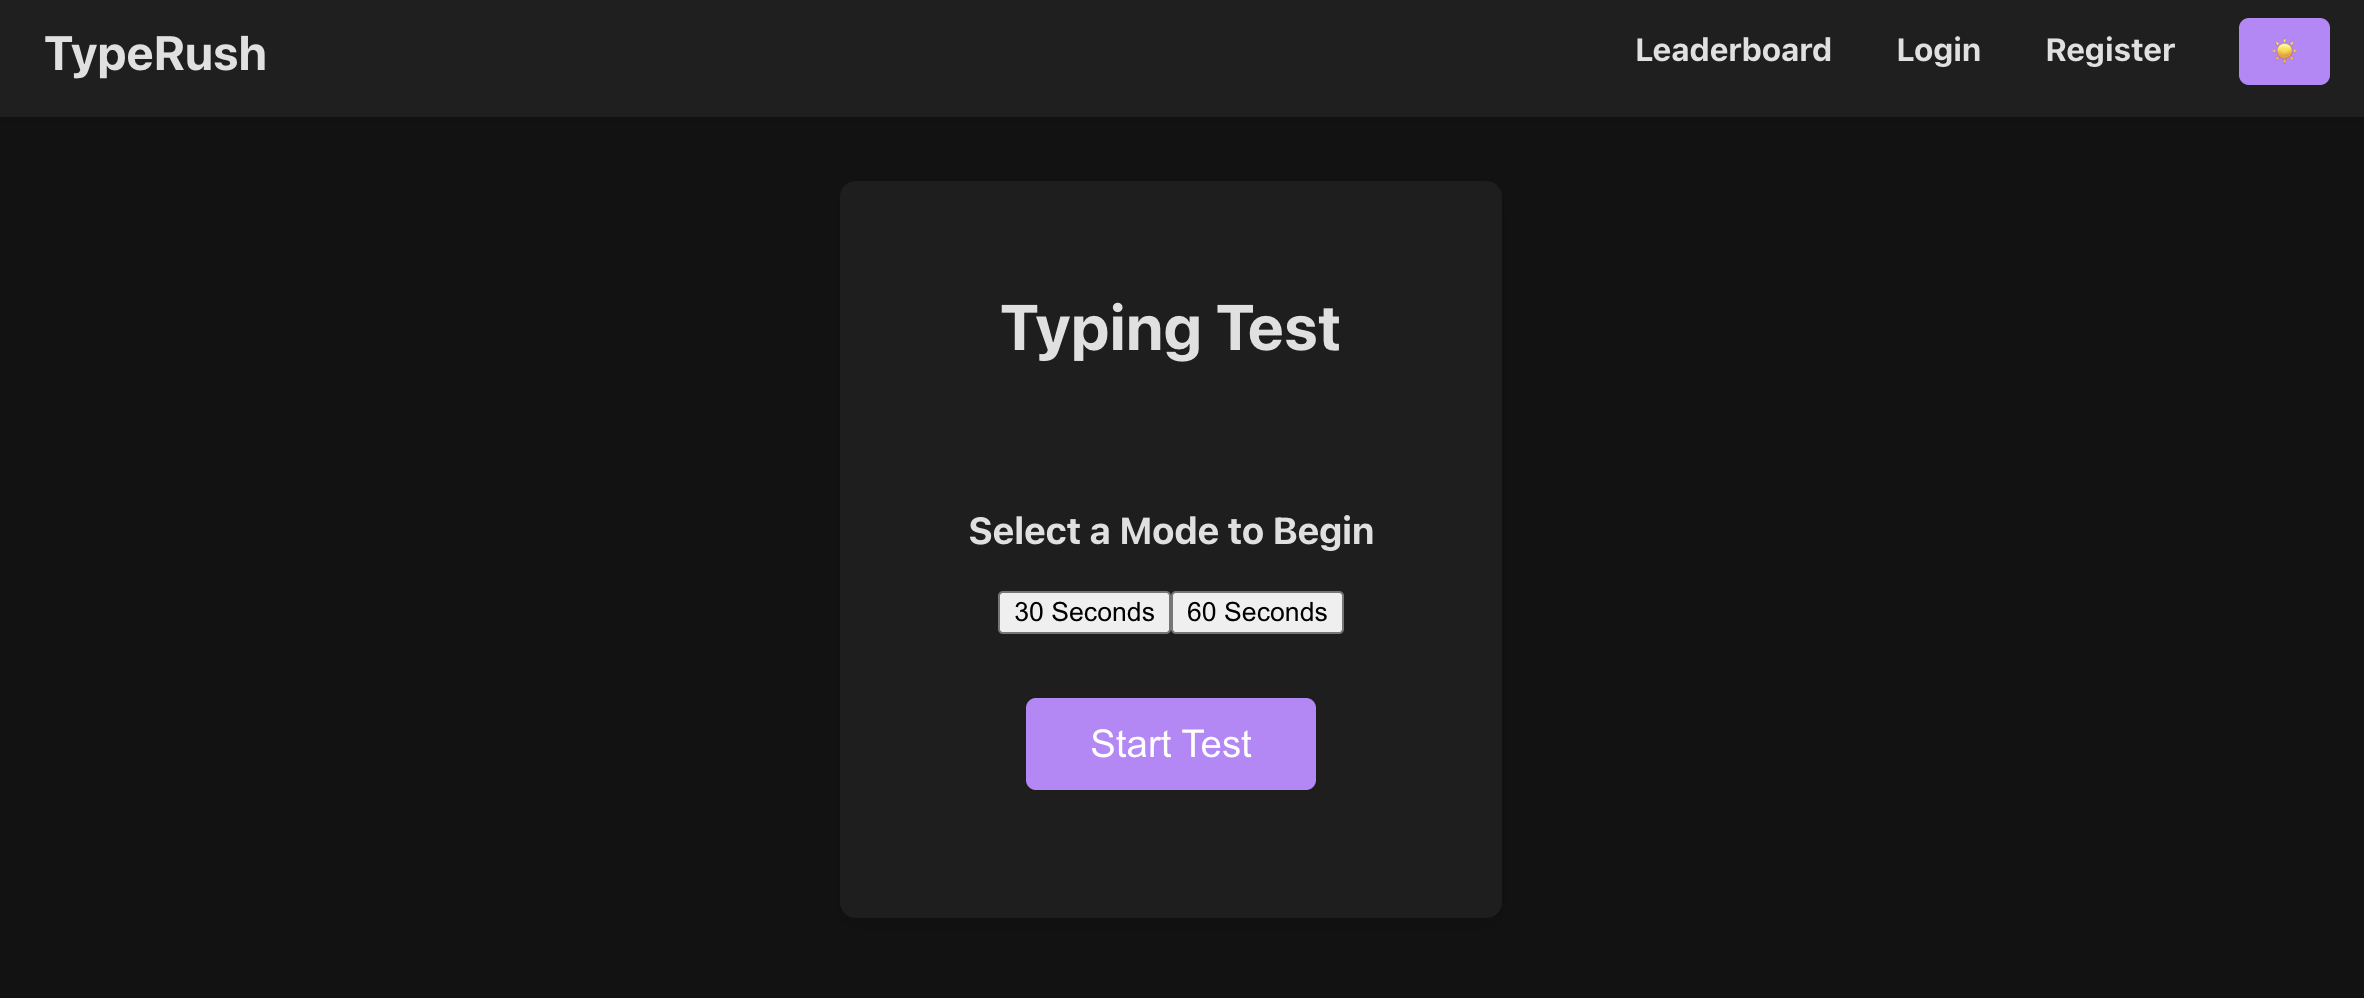 TypeRush
Leaderboard Login Register
Typing Test
Select a Mode to Begin
30 Seconds 60 Seconds
Start Test